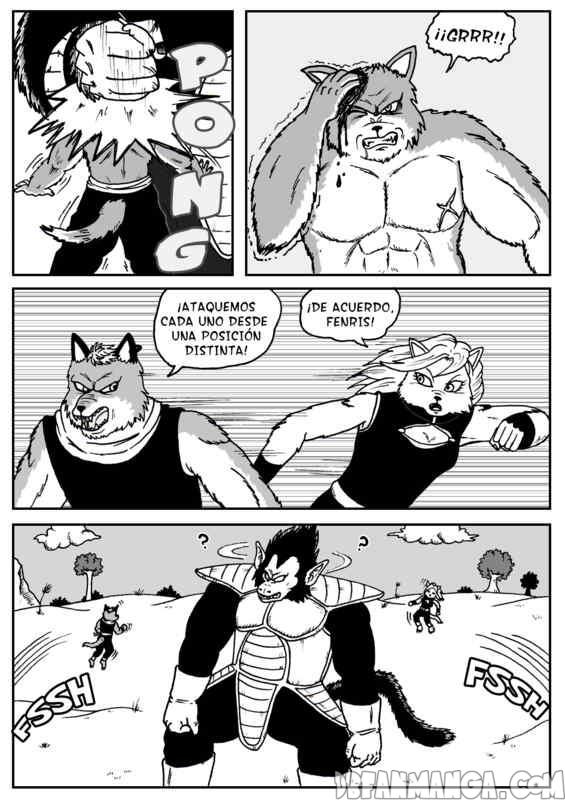 PONG
¡¡GRRR!!
¡ATAQUEMOS
CADA UNO DESDE
UNA POSICIÓN
DISTINTA!
¡DE ACUERDO,
FENRIS!
?
?
FSSH
FSSH
DBFANMANGA.COM